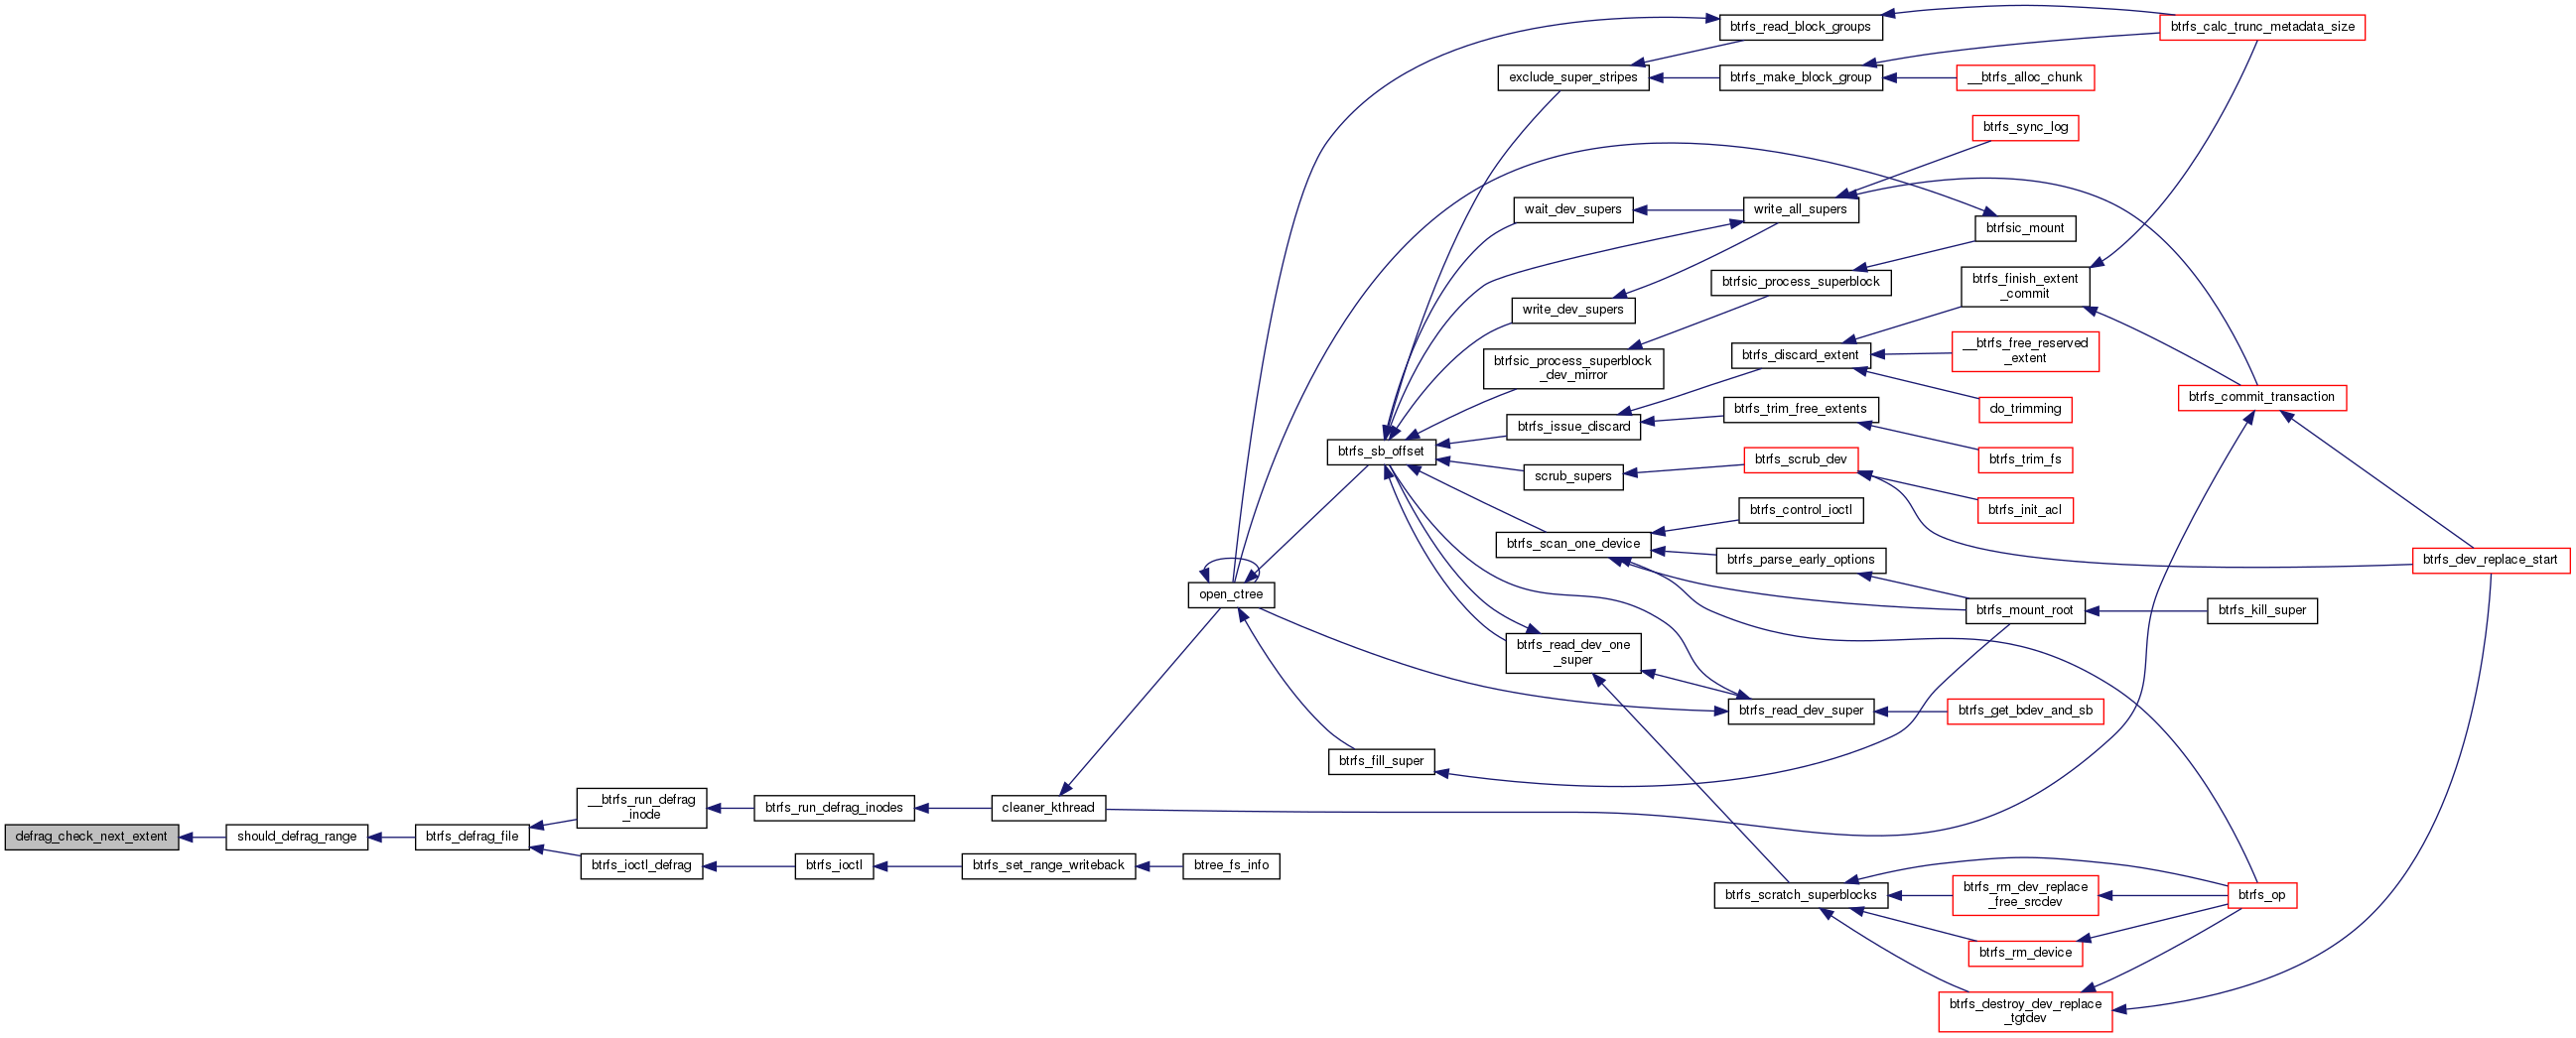 btrfs_read_block_groups
btrfs_calc_trunc_metadata_size
exclude_super_stripes
btrfs_make_block_group
__btrfs_alloc_chunk
btrfs_sync_log
wait_dev_supers
write_all_supers
btrfsic_mount
btrfsic_process_superblock
btrfs_finish_extent
_commit
write_dev_supers
btrfsic_process_superblock
_dev_mirror
btrfs_discard_extent
__btrfs_free_reserved
_extent
btrfs_commit_transaction
do_trimming
btrfs_trim_free_extents
btrfs_issue_discard
btrfs_sb_offset
btrfs_scrub_dev
btrfs_trim_fs
scrub_supers
btrfs_control_ioctl
btrfs_init_acl
btrfs_scan_one_device
btrfs_parse_early_options
btrfs_dev_replace_start
open_ctree
btrfs_mount_root
btrfs_kill_super
btrfs_read_dev_one
_super
btrfs_read_dev_super
btrfs_get_bdev_and_sb
btrfs_fill_super
__btrfs_run_defrag
_inode
btrfs_run_defrag_inodes
cleaner_kthread
defrag_check_next_extent
should_defrag_range
btrfs_defrag_file
btrfs_ioctl_defrag
btrfs_ioctl
btrfs_set_range_writeback
btree_fs_info
btrfs_scratch_superblocks
btrfs_rm_dev_replace
_free_srcdev
btrfs_op
btrfs_rm_device
btrfs_destroy_dev_replace
_tgtdev